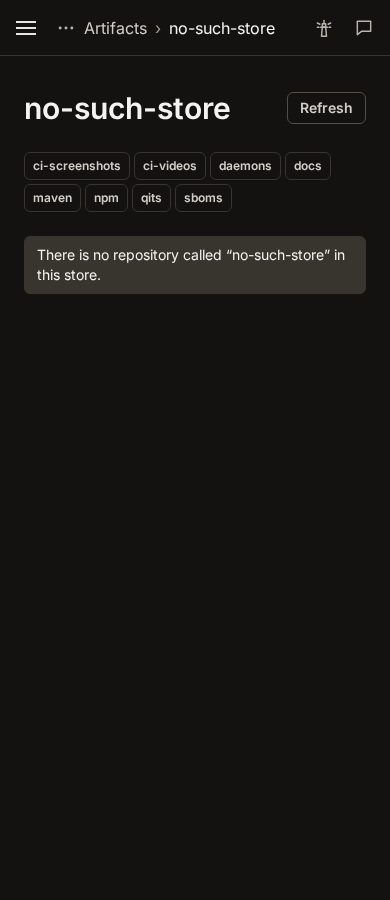 Artifacts › no-such-store
no-such-store
Refresh
ci-screenshots ci-videos daemons docs
maven npm qits sboms
There is no repository called “no-such-store” in
this store.